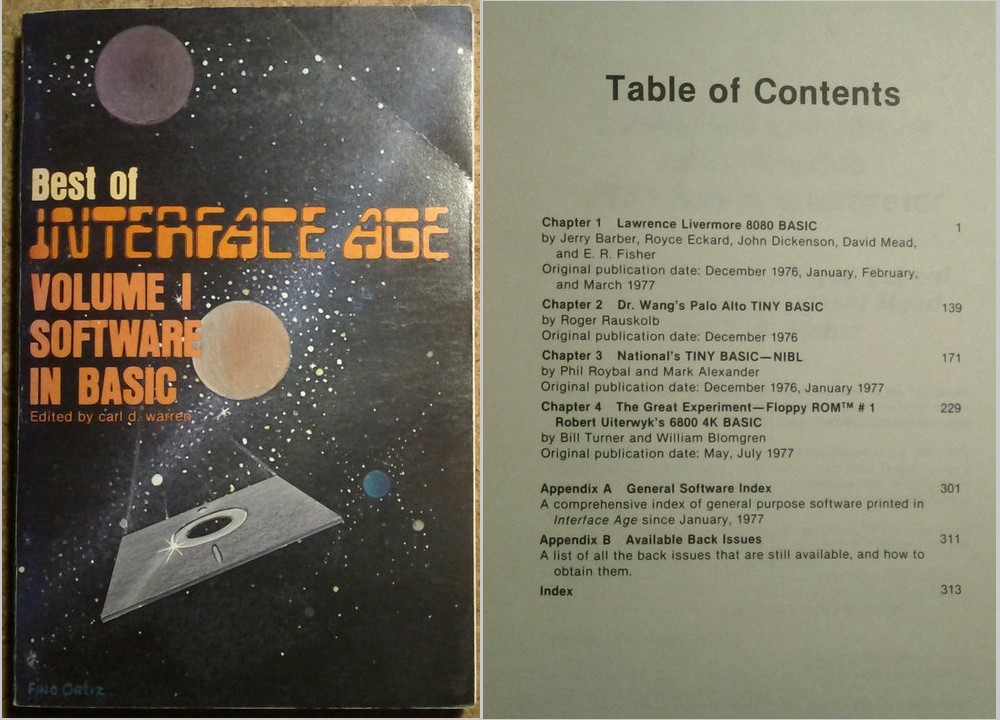 Best of
INTERFACE AGE
VOLUME I
SOFTWARE
IN BASIC
Edited by carl d. warren
FINO ORTIZ
Table of Contents
Chapter 1 Lawrence Livermore 8080 BASIC 1
by Jerry Barber, Royce Eckard, John Dickenson, David Mead,
and E. R. Fisher
Original publication date: December 1976, January, February,
and March 1977
Chapter 2 Dr. Wang's Palo Alto TINY BASIC 139
by Roger Rauskolb
Original publication date: December 1976
Chapter 3 National's TINY BASIC—NIBL 171
by Phil Roybal and Mark Alexander
Original publication date: December 1976, January 1977
Chapter 4 The Great Experiment—Floppy ROM™ # 1 229
Robert Uiterwyk's 6800 4K BASIC
by Bill Turner and William Blomgren
Original publication date: May, July 1977
Appendix A General Software Index 301
A comprehensive index of general purpose software printed in
Interface Age since January, 1977
Appendix B Available Back Issues 311
A list of all the back issues that are still available, and how to
obtain them.
Index 313